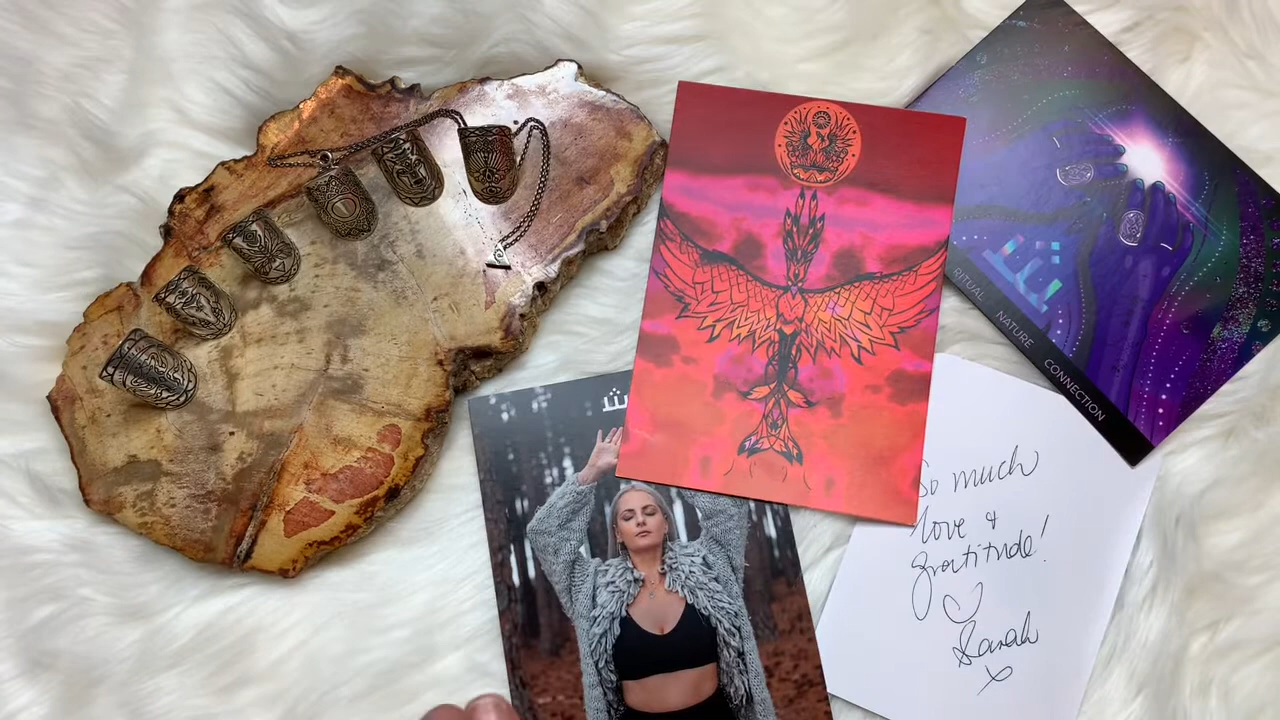 RITUAL NATURE CONNECTION
So much
love &
gratitude!
Sarah
x